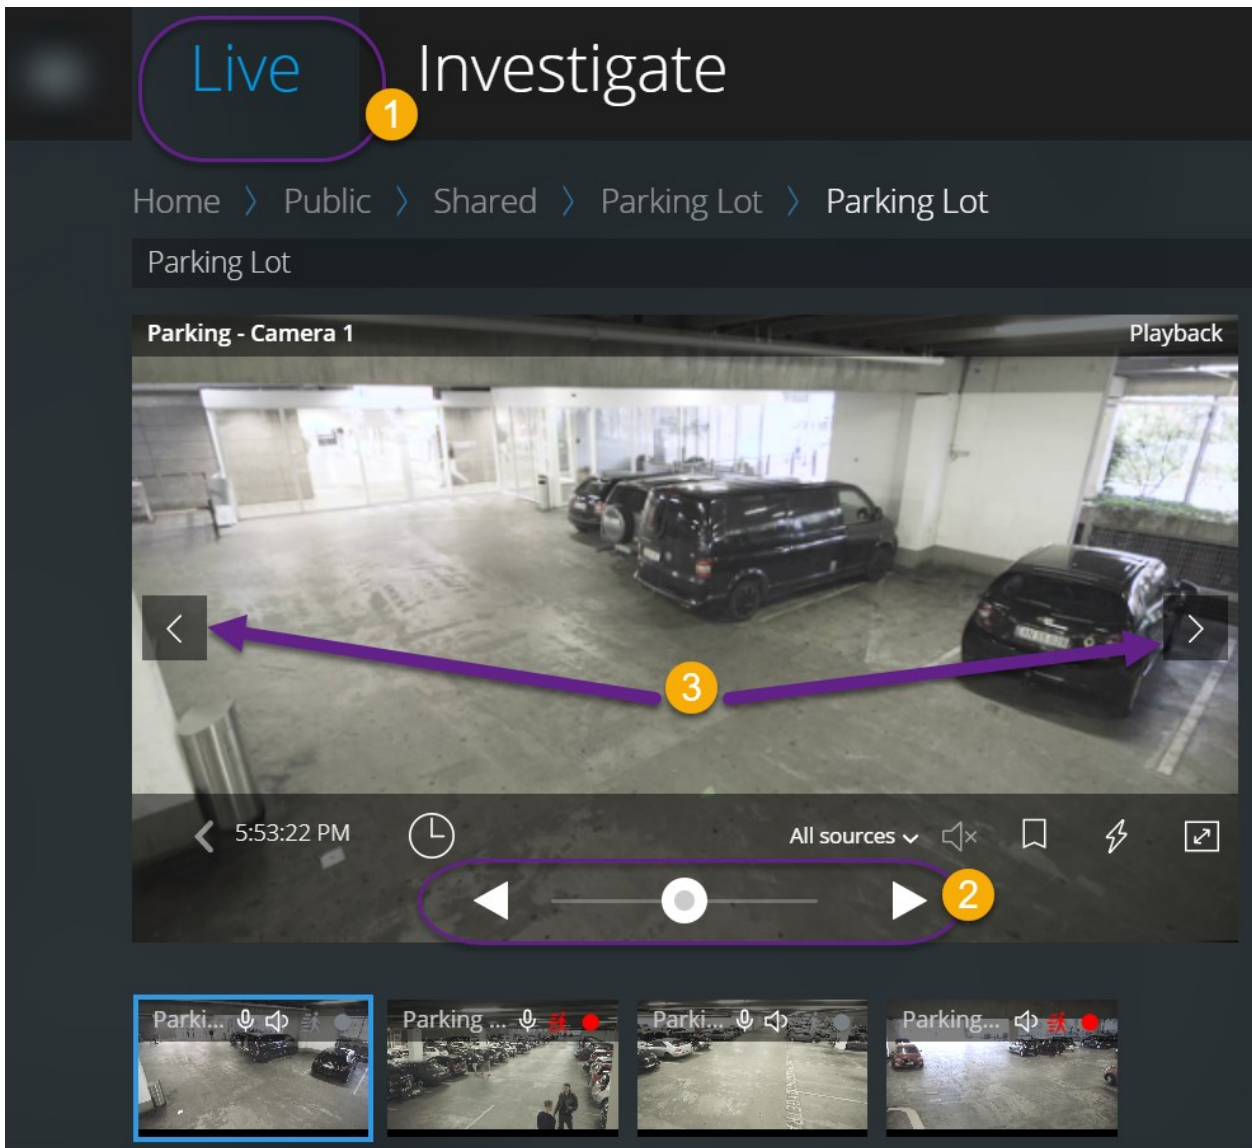 Live Investigate
1
Home 〉 Public 〉 Shared 〉 Parking Lot 〉 Parking Lot
Parking Lot
Parking - Camera 1 Playback
3
5:53:22 PM All sources
2
Parki... Parking ... Parki... Parking...